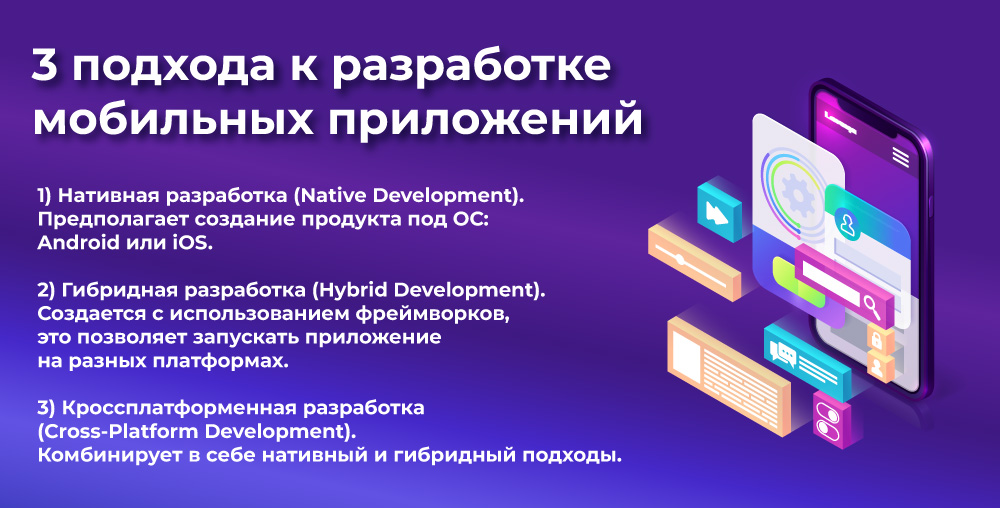 3 подхода к разработке
мобильных приложений
1) Нативная разработка (Native Development).
Предполагает создание продукта под ОС:
Android или iOS.
2) Гибридная разработка (Hybrid Development).
Создается с использованием фреймворков,
это позволяет запускать приложение
на разных платформах.
3) Кроссплатформенная разработка
(Cross-Platform Development).
Комбинирует в себе нативный и гибридный подходы.